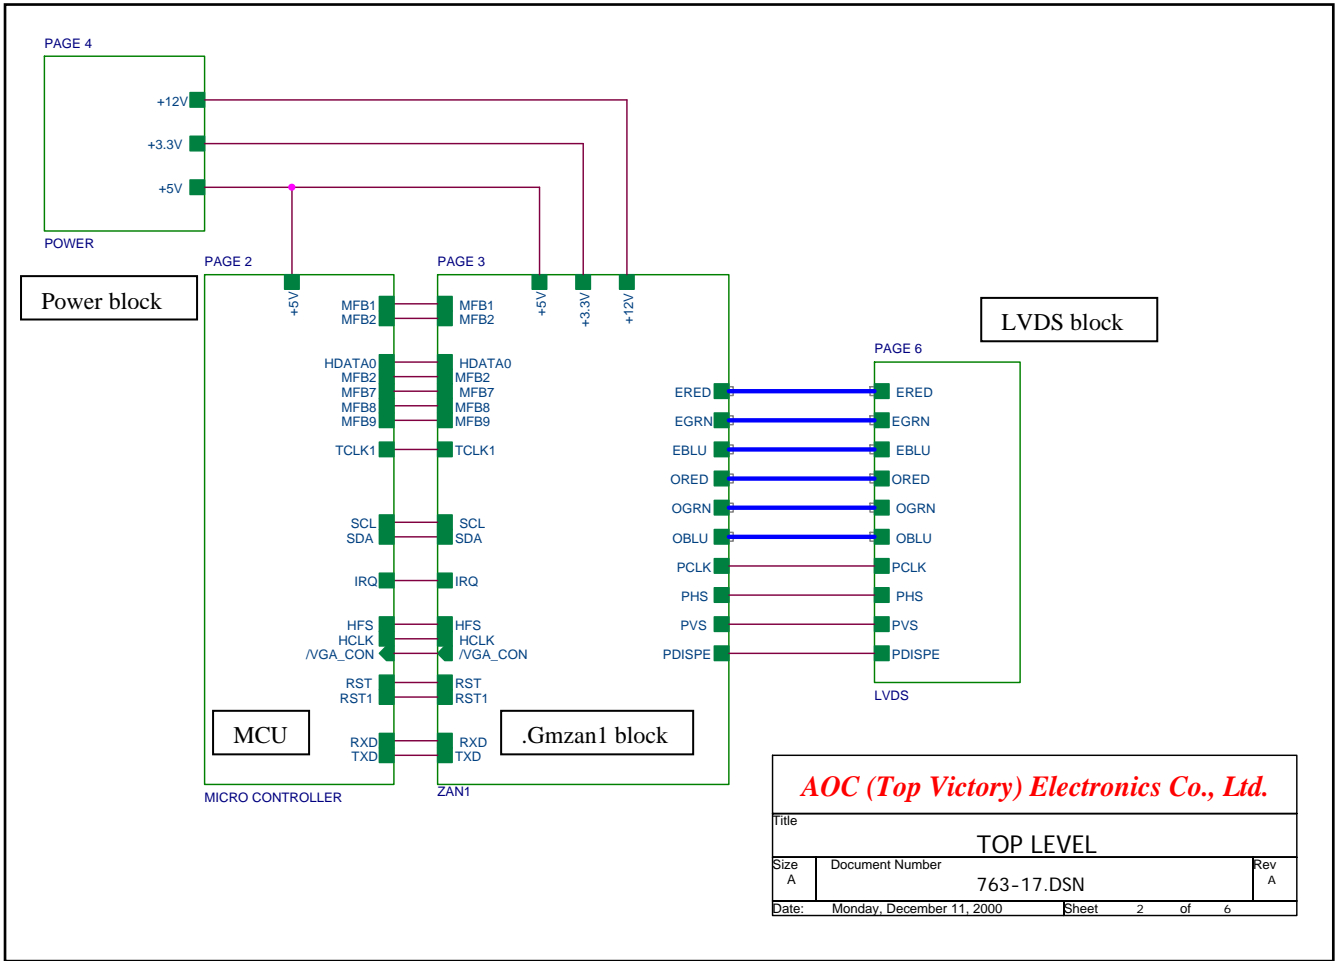 PAGE 4
+12V
+3.3V
+5V
POWER
Power block
PAGE 2
+5V
MFB1
MFB2
HDATA0
MFB2
MFB7
MFB8
MFB9
TCLK1
SCL
SDA
IRQ
HFS
HCLK
/VGA_CON
RST
RST1
RXD
TXD
MCU
MICRO CONTROLLER
PAGE 3
+5V
+3.3V
+12V
MFB1
MFB2
HDATA0
MFB2
MFB7
MFB8
MFB9
TCLK1
SCL
SDA
IRQ
HFS
HCLK
/VGA_CON
RST
RST1
RXD
TXD
.Gmzan1 block
ZAN1
ERED
EGRN
EBLU
ORED
OGRN
OBLU
PCLK
PHS
PVS
PDISPE
LVDS block
PAGE 6
ERED
EGRN
EBLU
ORED
OGRN
OBLU
PCLK
PHS
PVS
PDISPE
LVDS
AOC (Top Victory) Electronics Co., Ltd.
Title
TOP LEVEL
Size Document Number Rev
A 763-17.DSN A
Date: Monday, December 11, 2000 Sheet 2 of 6